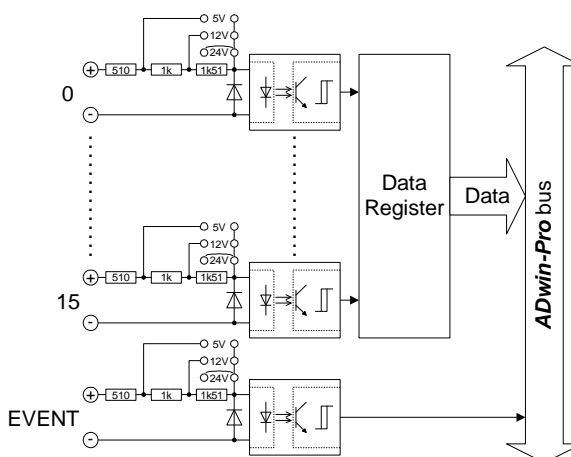 5V
12V
24V
+ 510 1k 1k51
0
-
Data Register
Data
ADwin-Pro bus
5V
12V
24V
+ 510 1k 1k51
15
-
5V
12V
24V
+ 510 1k 1k51
EVENT
-